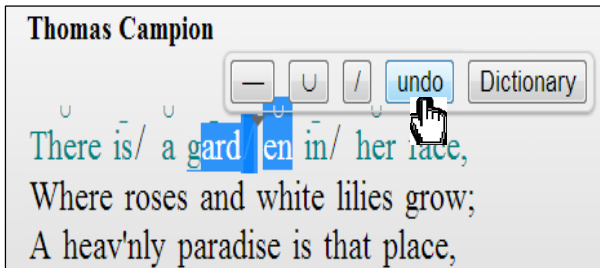 Thomas Campion
— ∪ / undo Dictionary
∪ – ∪ – ∪ ∪
There is/ a gard/en in/ her face,
Where roses and white lilies grow;
A heav'nly paradise is that place,